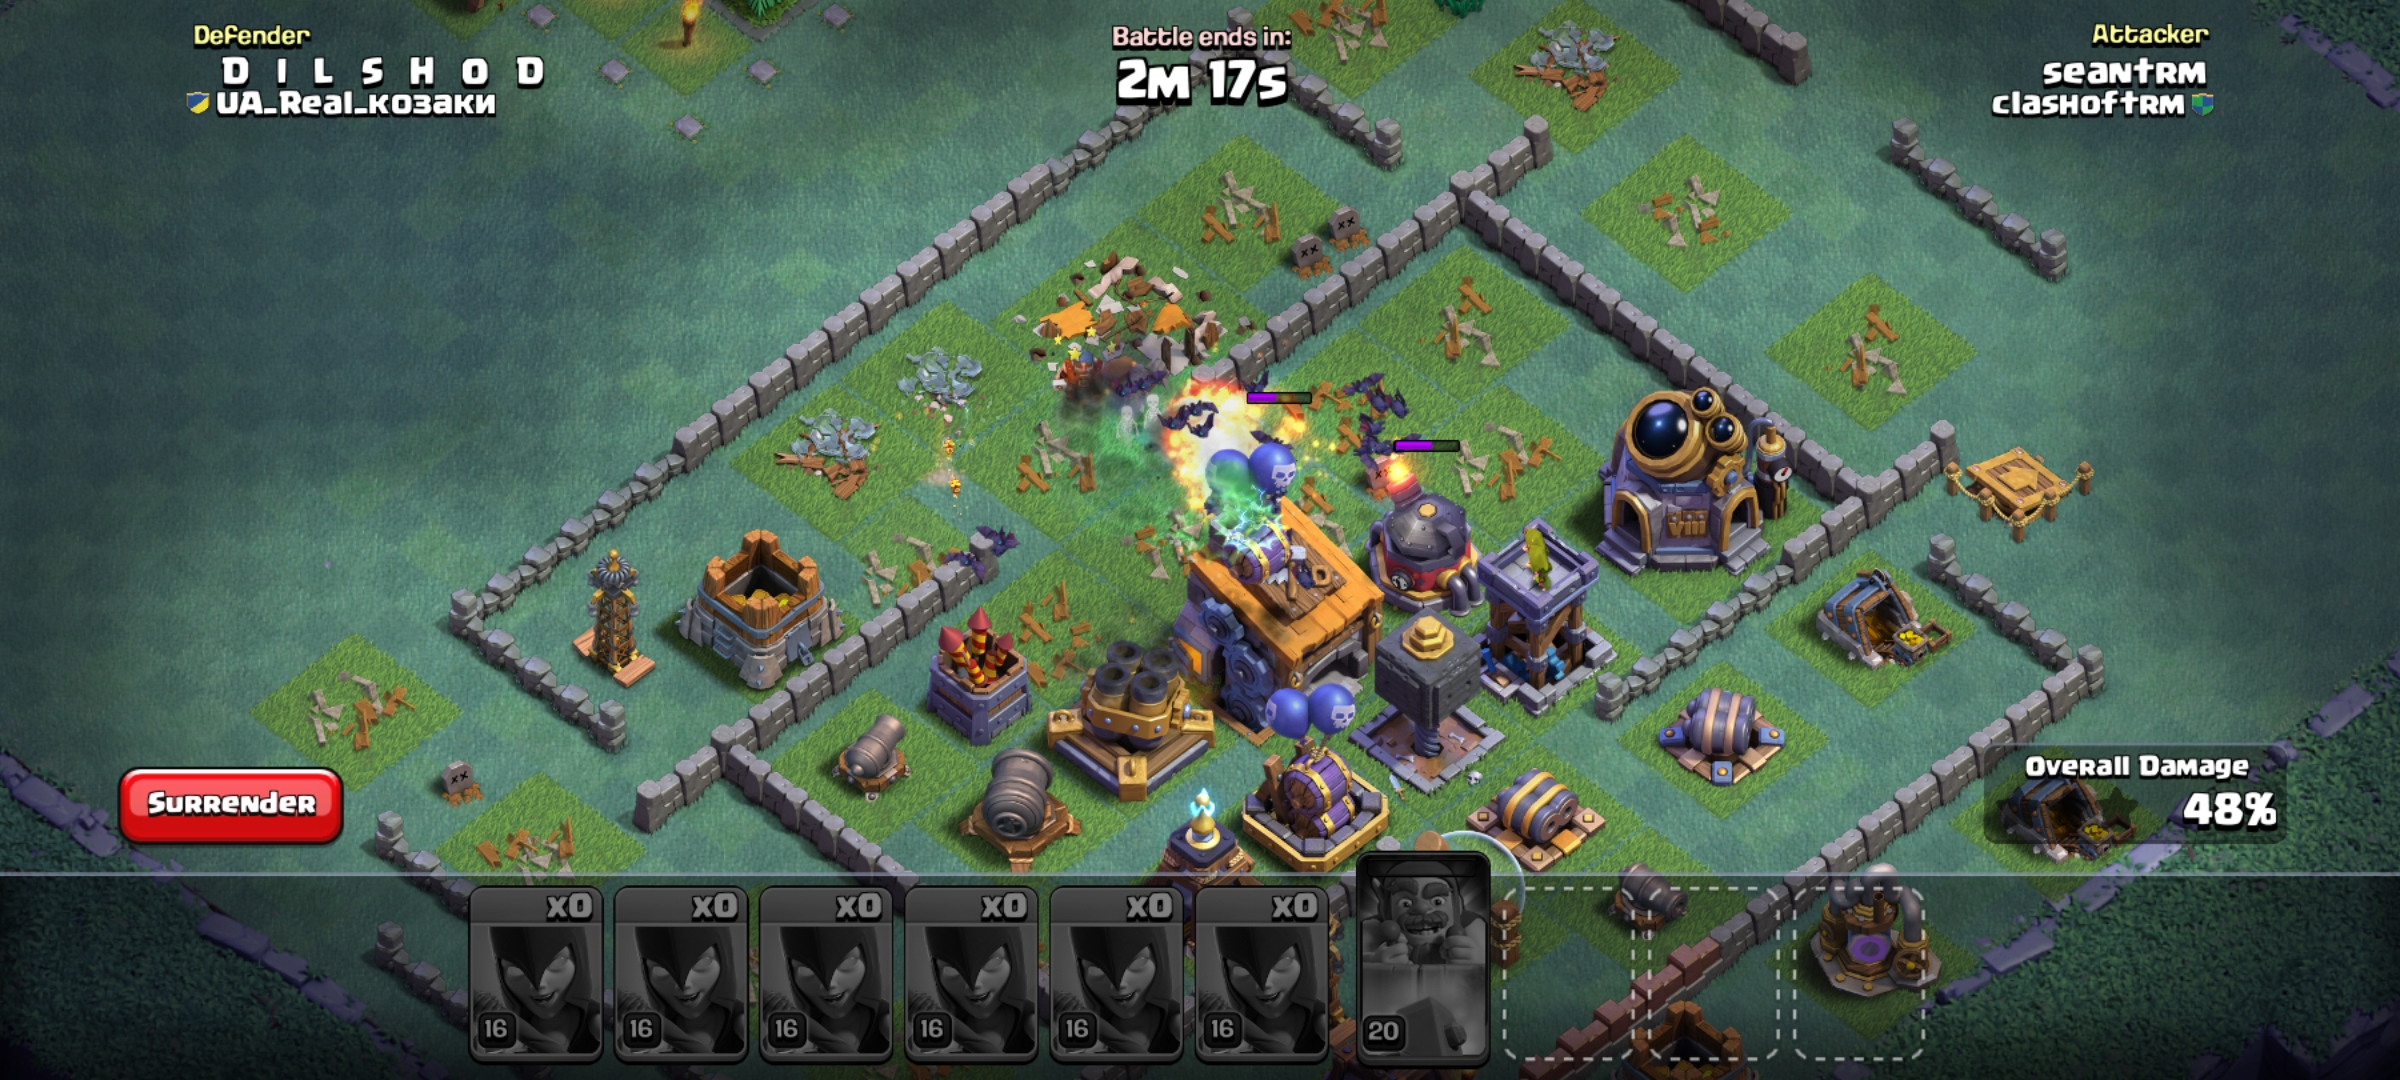 Defender
D I L S H O D
UA_Real_козаки
Battle ends in:
2M 17s
Attacker
seantRM
clashoftRM
VIII
Surrender
Overall Damage
48%
x0
x0
x0
x0
x0
x0
16
16
16
16
16
16
20